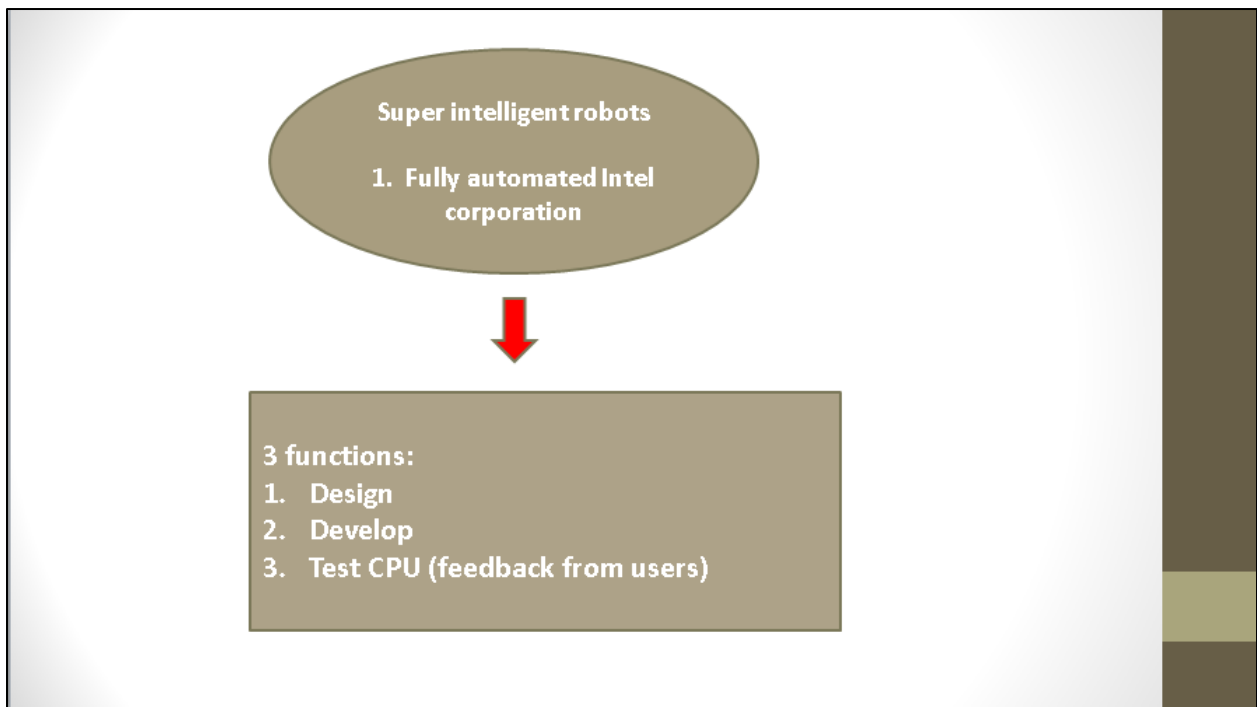 Super intelligent robots
1. Fully automated Intel
corporation
3 functions:
1. Design
2. Develop
3. Test CPU (feedback from users)